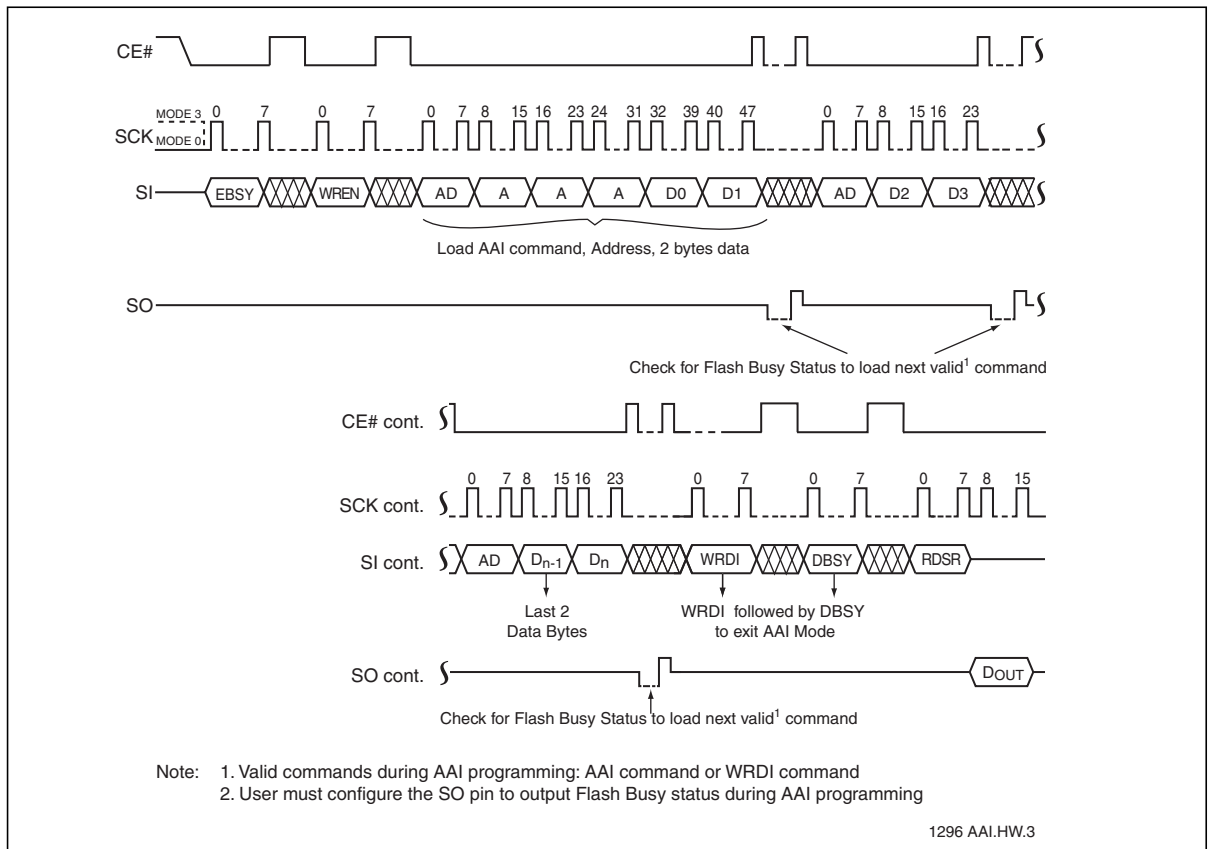 CE#
MODE 3
0 7 0 7 0 7 8 15 16 23 24 31 32 39 40 47 0 7 8 15 16 23
SCK
MODE 0
SI EBSY WREN AD A A A D0 D1 AD D2 D3
Load AAI command, Address, 2 bytes data
SO
Check for Flash Busy Status to load next valid1 command
CE# cont.
0 7 8 15 16 23 0 7 0 7 0 7 8 15
SCK cont.
SI cont. AD Dn-1 Dn WRDI DBSY RDSR
Last 2
Data Bytes
WRDI followed by DBSY
to exit AAI Mode
SO cont. DOUT
Check for Flash Busy Status to load next valid1 command
Note: 1. Valid commands during AAI programming: AAI command or WRDI command
2. User must configure the SO pin to output Flash Busy status during AAI programming
1296 AAI.HW.3